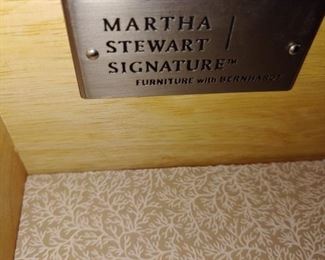 MARTHA
STEWART
SIGNATURE™
FURNITURE with BERNHARDT